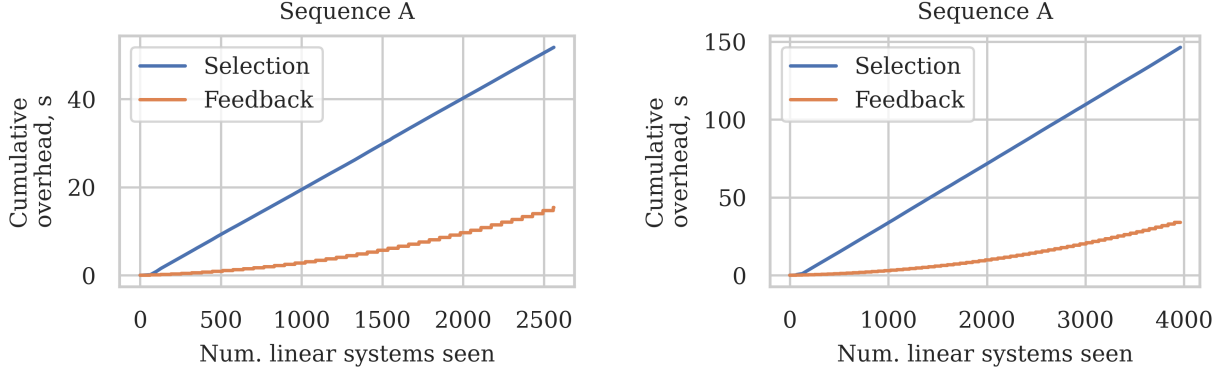 Sequence A
Selection
Feedback
Cumulative
overhead, s
40
20
0
0 500 1000 1500 2000 2500
Num. linear systems seen
Sequence A
Selection
Feedback
Cumulative
overhead, s
150
100
50
0
0 1000 2000 3000 4000
Num. linear systems seen